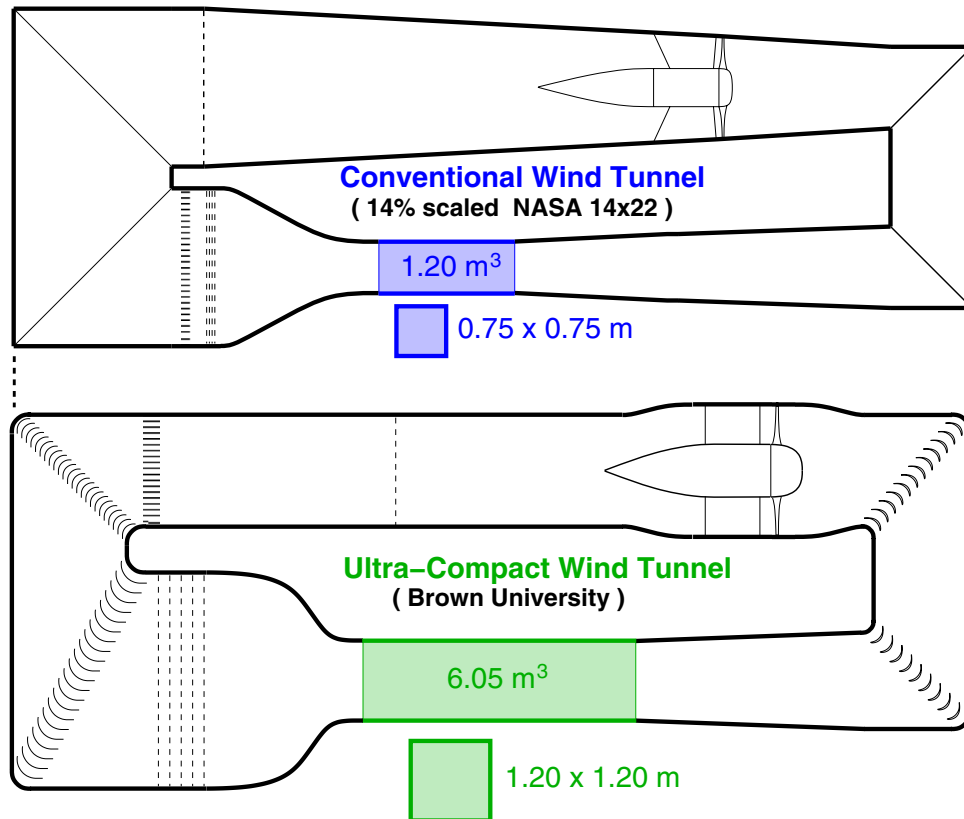 Conventional Wind Tunnel
( 14% scaled NASA 14x22 )
1.20 m³
0.75 x 0.75 m
Ultra−Compact Wind Tunnel
( Brown University )
6.05 m³
1.20 x 1.20 m